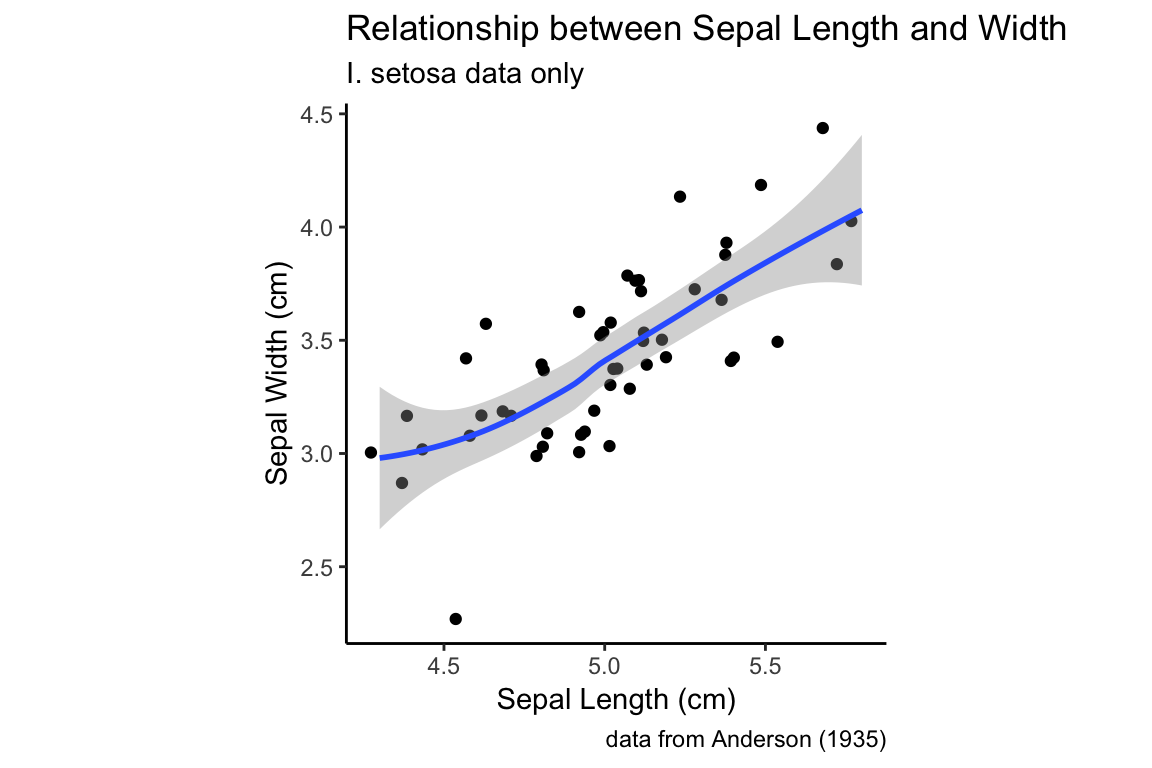 Relationship between Sepal Length and Width
I. setosa data only
4.5
4.0
3.5
3.0
2.5
Sepal Width (cm)
4.5 5.0 5.5
Sepal Length (cm)
data from Anderson (1935)